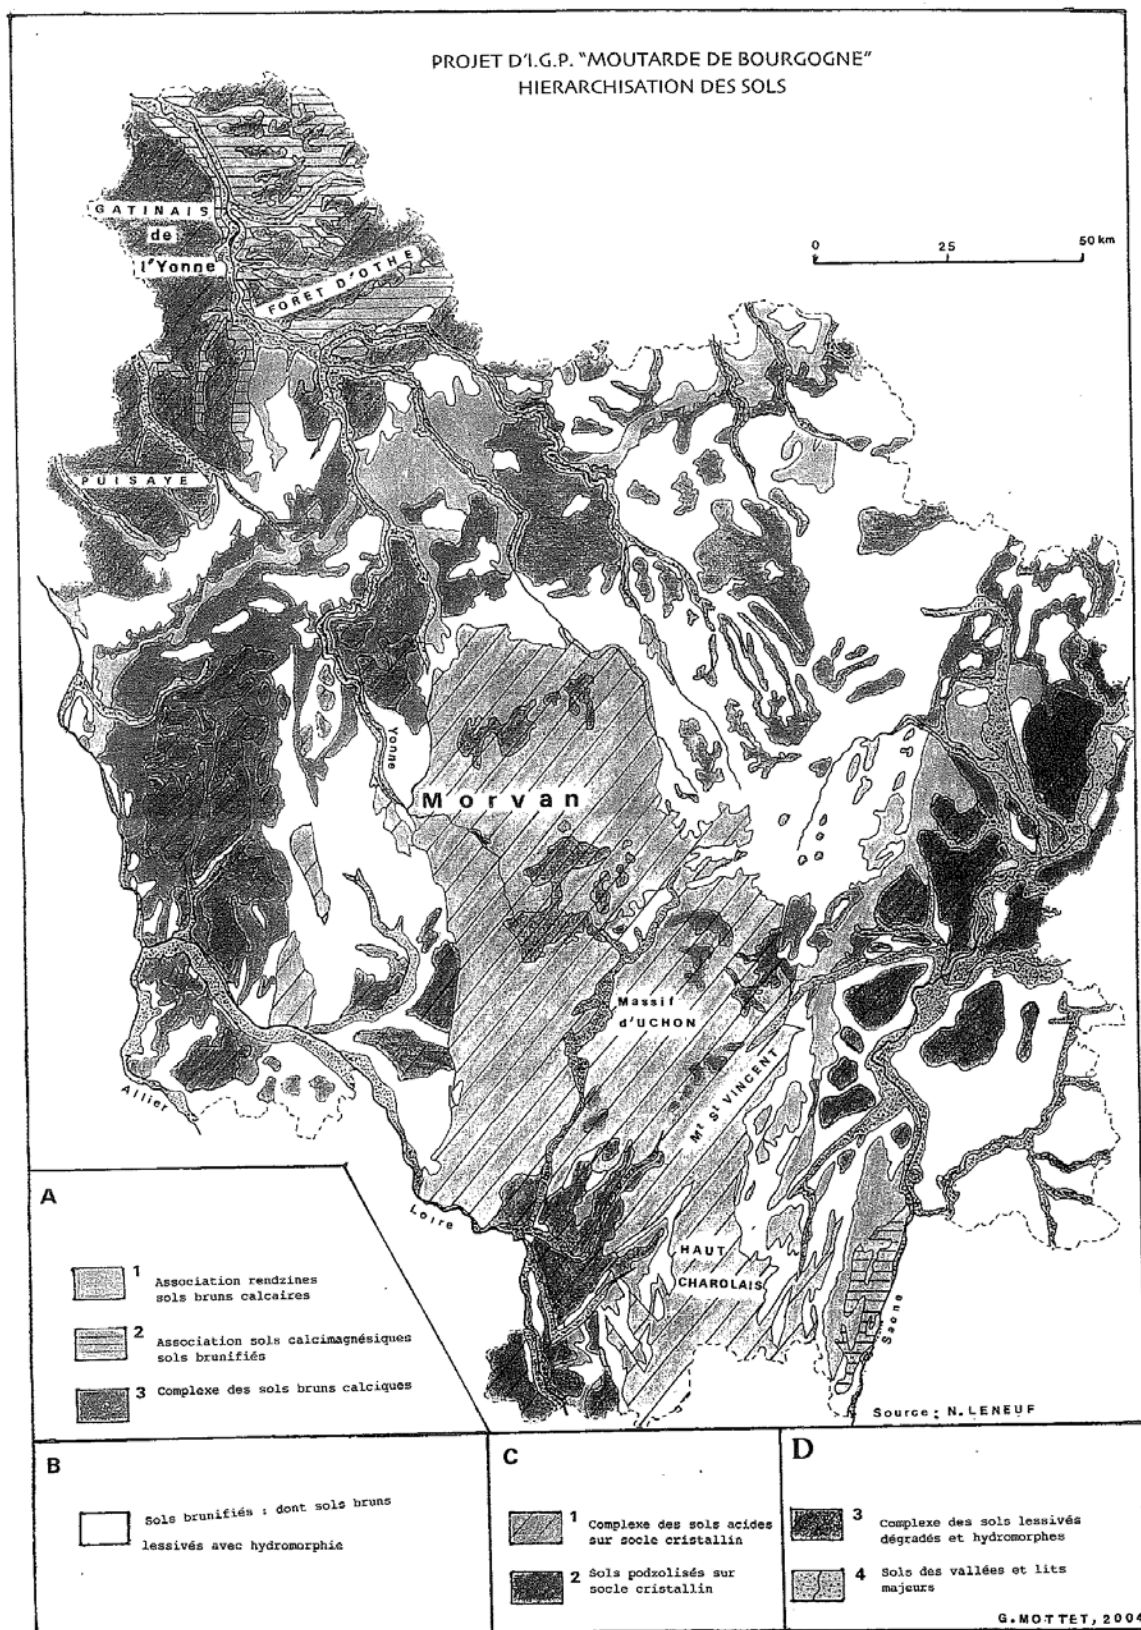 PROJET D'I.G.P. "MOUTARDE DE BOURGOGNE"
HIERARCHISATION DES SOLS
0 25 50 km
GATINAIS
de
l'Yonne
FORET D'OTHE
PUISAYE
Yonne
Morvan
Massif
d'UCHON
Mt St VINCENT
Allier
Loire
HAUT
CHAROLAIS
Saone
Source : N. LENEUF
A
1 Association rendzines
sols bruns calcaires
2 Association sols calcimagnésiques
sols brunifiés
3 Complexe des sols bruns calciques
B
Sols brunifiés : dont sols bruns
lessivés avec hydromorphie
C
1 Complexe des sols acides
sur socle cristallin
2 Sols podzolisés sur
socle cristallin
D
3 Complexe des sols lessivés
dégradés et hydromorphes
4 Sols des vallées et lits
majeurs
G. MOTTET, 2004